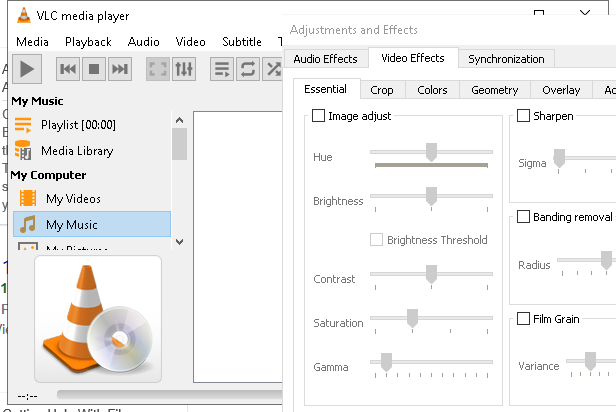 VLC media player
Media Playback Audio Video Subtitle T
My Music
Playlist [00:00]
Media Library
My Computer
My Videos
My Music
My Pictures
--:--
Adjustments and Effects
Audio Effects Video Effects Synchronization
Essential Crop Colors Geometry Overlay
Image adjust
Hue
Brightness
Brightness Threshold
Contrast
Saturation
Gamma
Sharpen
Sigma
Banding removal
Radius
Film Grain
Variance